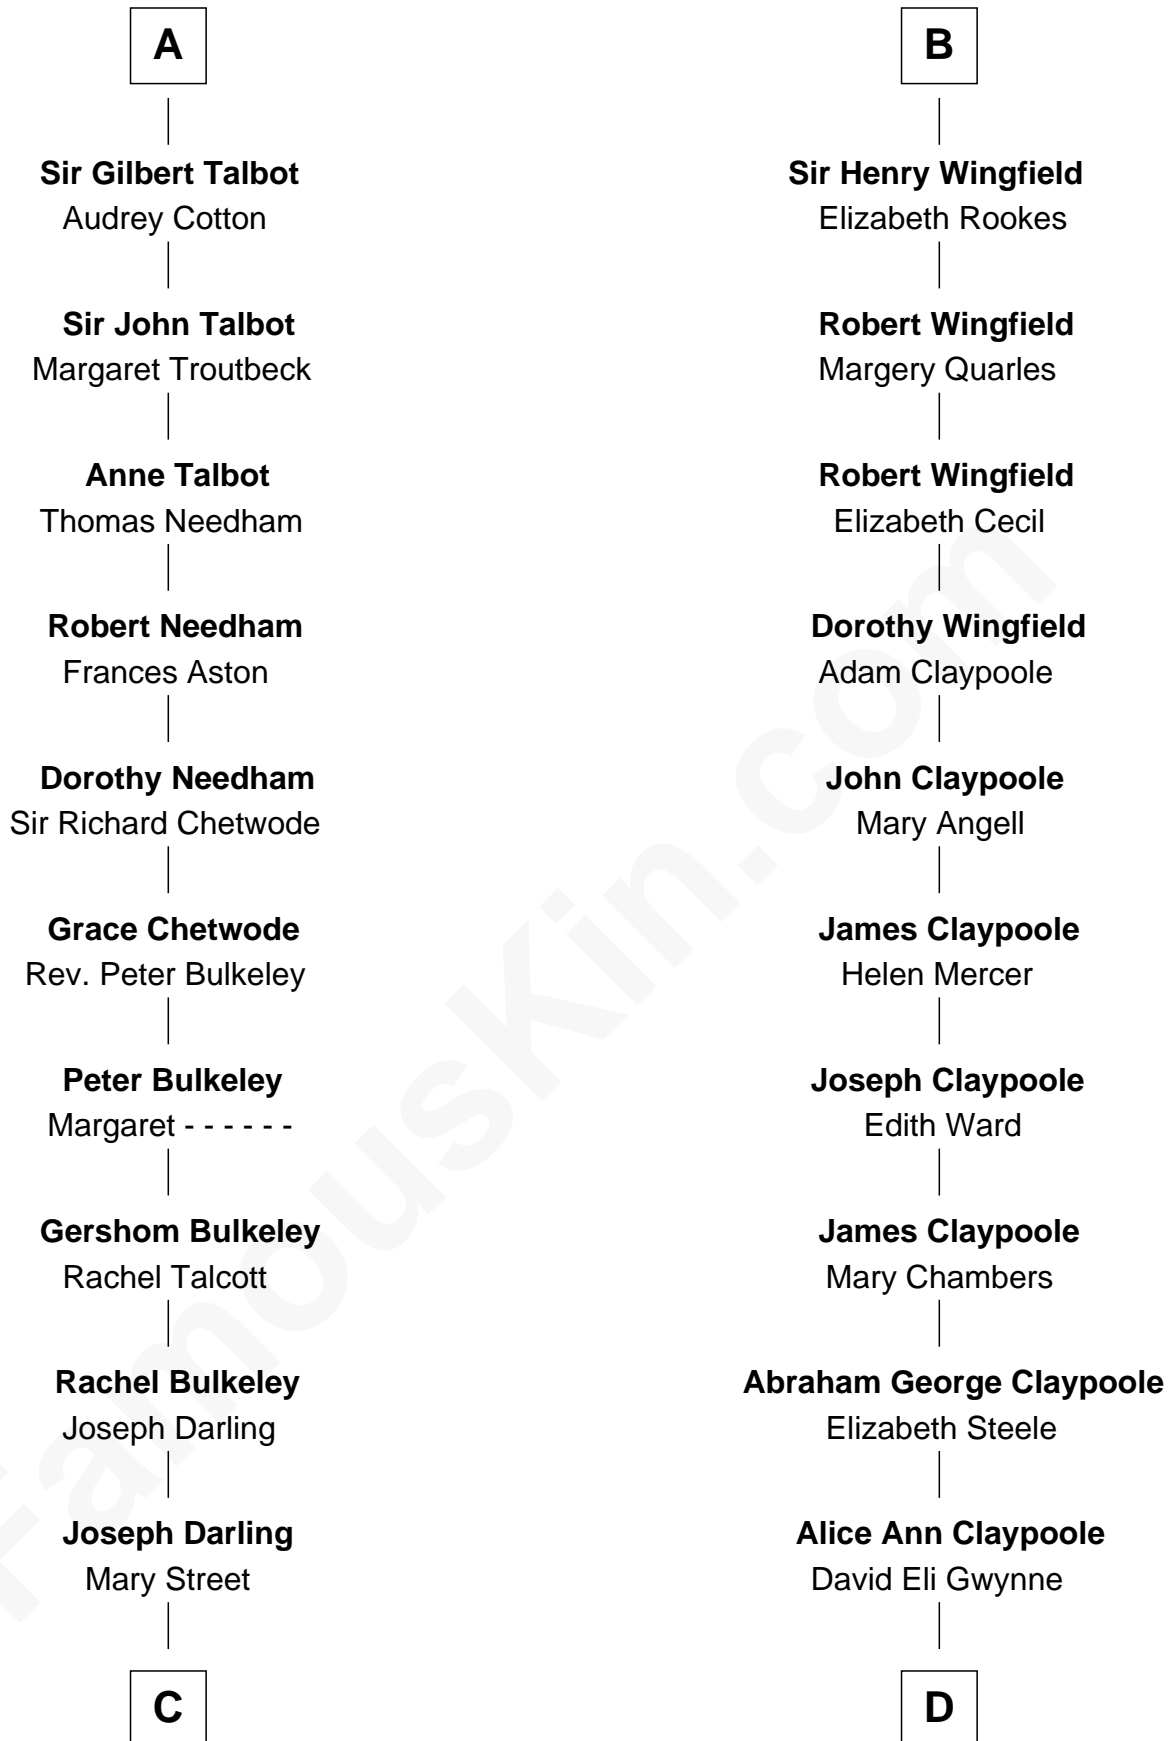 A
Sir Gilbert Talbot
Audrey Cotton
Sir John Talbot
Margaret Troutbeck
Anne Talbot
Thomas Needham
Robert Needham
Frances Aston
Dorothy Needham
Sir Richard Chetwode
Grace Chetwode
Rev. Peter Bulkeley
Peter Bulkeley
Margaret - - - - - -
Gershom Bulkeley
Rachel Talcott
Rachel Bulkeley
Joseph Darling
Joseph Darling
Mary Street
C
B
Sir Henry Wingfield
Elizabeth Rookes
Robert Wingfield
Margery Quarles
Robert Wingfield
Elizabeth Cecil
Dorothy Wingfield
Adam Claypoole
John Claypoole
Mary Angell
James Claypoole
Helen Mercer
Joseph Claypoole
Edith Ward
James Claypoole
Mary Chambers
Abraham George Claypoole
Elizabeth Steele
Alice Ann Claypoole
David Eli Gwynne
D
FamousKin.com